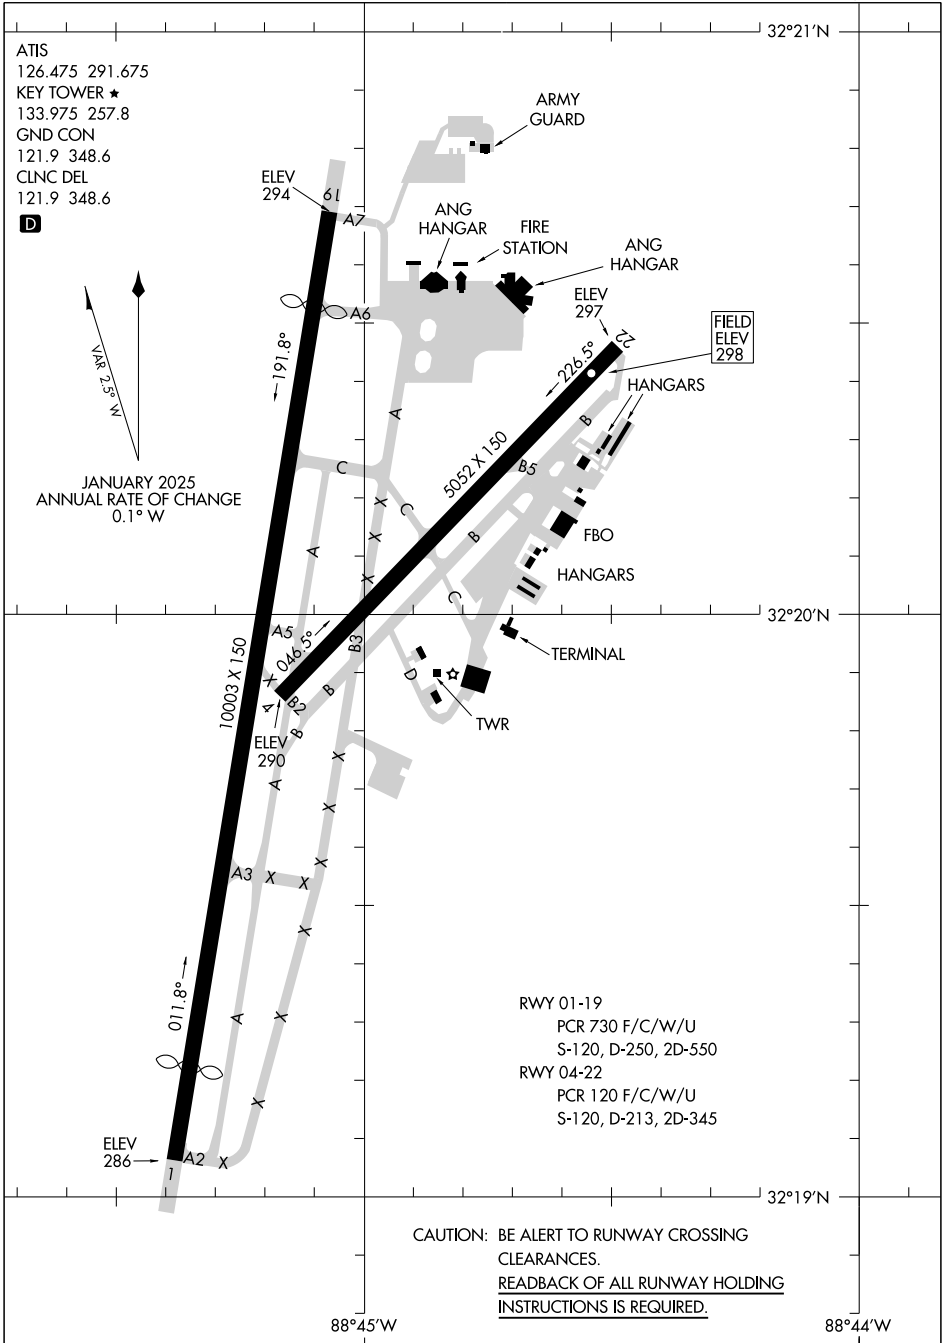 32°21'N
ATIS
126.475 291.675
KEY TOWER ★
133.975 257.8
GND CON
121.9 348.6
CLNC DEL
121.9 348.6
D
ARMY
GUARD
ELEV
294
19
A7
ANG
HANGAR
FIRE
STATION
ANG
HANGAR
A6
ELEV
297
22
FIELD
ELEV
298
HANGARS
191.8°
226.5°
VAR 2.5° W
JANUARY 2025
ANNUAL RATE OF CHANGE
0.1° W
A
B
5052 X 150
B5
C
X
C
X
B
A
FBO
X
HANGARS
C
32°20'N
A5
046.5°
B3
TERMINAL
10003 X 150
X
4
B2
B
D
TWR
B
ELEV
290
X
A
X
X
A3 X X
X
011.8°
A
X
X
RWY 01-19
PCR 730 F/C/W/U
S-120, D-250, 2D-550
RWY 04-22
PCR 120 F/C/W/U
S-120, D-213, 2D-345
ELEV
286
A2 X
1
32°19'N
CAUTION: BE ALERT TO RUNWAY CROSSING
CLEARANCES.
READBACK OF ALL RUNWAY HOLDING
INSTRUCTIONS IS REQUIRED.
88°45'W
88°44'W